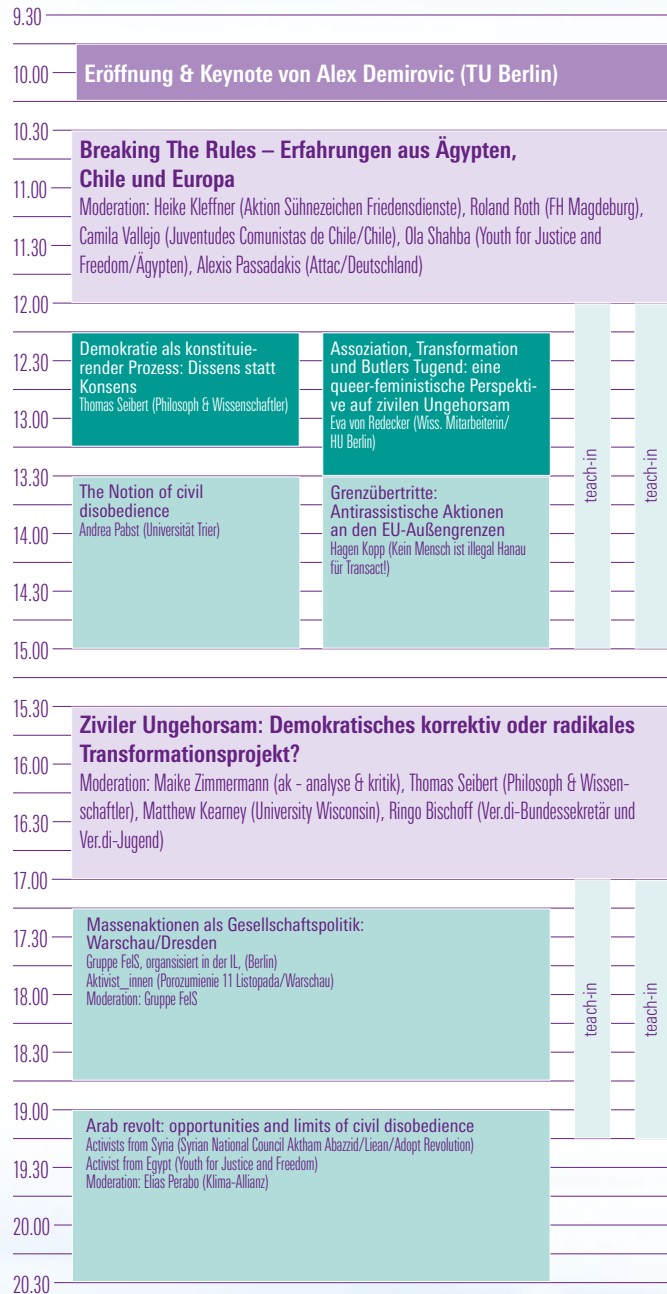 9.30
10.00
Eröffnung & Keynote von Alex Demirovic (TU Berlin)
10.30
Breaking The Rules – Erfahrungen aus Ägypten,
Chile und Europa
11.00
Moderation: Heike Kleffner (Aktion Sühnezeichen Friedensdienste), Roland Roth (FH Magdeburg),
Camila Vallejo (Juventudes Comunistas de Chile/Chile), Ola Shahba (Youth for Justice and
11.30
Freedom/Ägypten), Alexis Passadakis (Attac/Deutschland)
12.00
12.30
Demokratie als konstituie-
render Prozess: Dissens statt
Konsens
Thomas Seibert (Philosoph & Wissenschaftler)
Assoziation, Transformation
und Butlers Tugend: eine
queer-feministische Perspekti-
ve auf zivilen Ungehorsam
Eva von Redecker (Wiss. Mitarbeiterin/
HU Berlin)
13.00
13.30
The Notion of civil
disobedience
Andrea Pabst (Universität Trier)
Grenzübertritte:
Antirassistische Aktionen
an den EU-Außengrenzen
Hagen Kopp (Kein Mensch ist illegal Hanau
für Transact!)
teach-in
teach-in
14.00
14.30
15.00
15.30
Ziviler Ungehorsam: Demokratisches korrektiv oder radikales
Transformationsprojekt?
16.00
Moderation: Maike Zimmermann (ak - analyse & kritik), Thomas Seibert (Philosoph & Wissen-
schaftler), Matthew Kearney (University Wisconsin), Ringo Bischoff (Ver.di-Bundessekretär und
16.30
Ver.di-Jugend)
17.00
17.30
Massenaktionen als Gesellschaftspolitik:
Warschau/Dresden
Gruppe FelS, organsisiert in der IL, (Berlin)
Aktivist_innen (Porozumienie 11 Listopada/Warschau)
Moderation: Gruppe FelS
teach-in
teach-in
18.00
18.30
19.00
Arab revolt: opportunities and limits of civil disobedience
Activists from Syria (Syrian National Council Aktham Abazzid/Liean/Adopt Revolution)
Activist from Egypt (Youth for Justice and Freedom)
Moderation: Elias Perabo (Klima-Allianz)
19.30
20.00
20.30